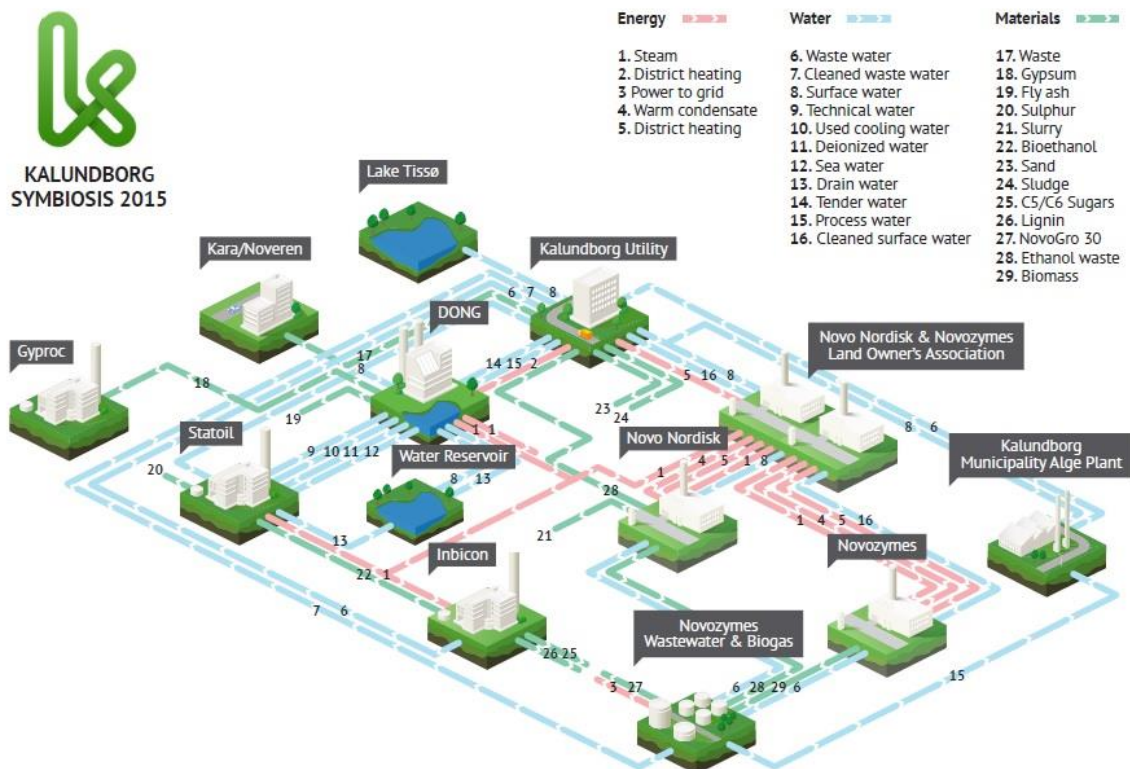 KALUNDBORG
SYMBIOSIS 2015
Energy
1. Steam
2. District heating
3 Power to grid
4. Warm condensate
5. District heating
Water
6. Waste water
7. Cleaned waste water
8. Surface water
9. Technical water
10. Used cooling water
11. Deionized water
12. Sea water
13. Drain water
14. Tender water
15. Process water
16. Cleaned surface water
Materials
17. Waste
18. Gypsum
19. Fly ash
20. Sulphur
21. Slurry
22. Bioethanol
23. Sand
24. Sludge
25. C5/C6 Sugars
26. Lignin
27. NovoGro 30
28. Ethanol waste
29. Biomass
Lake Tissø
Kara/Noveren
Kalundborg Utility
6 7 8
DONG
Gyproc
Novo Nordisk & Novozymes
Land Owner's Association
17
8
14 15 2
18
5 16 8
19
23
24
8 6
Statoil
1 1
Novo Nordisk
Kalundborg
Municipality Alge Plant
9 10 11 12
Water Reservoir
20
8 13
1
4 5 1 8
28
21
1 4 5 16
13
Inbicon
Novozymes
22 1
7 6
Novozymes
Wastewater & Biogas
26 25
3 27
6 28 29 6
15